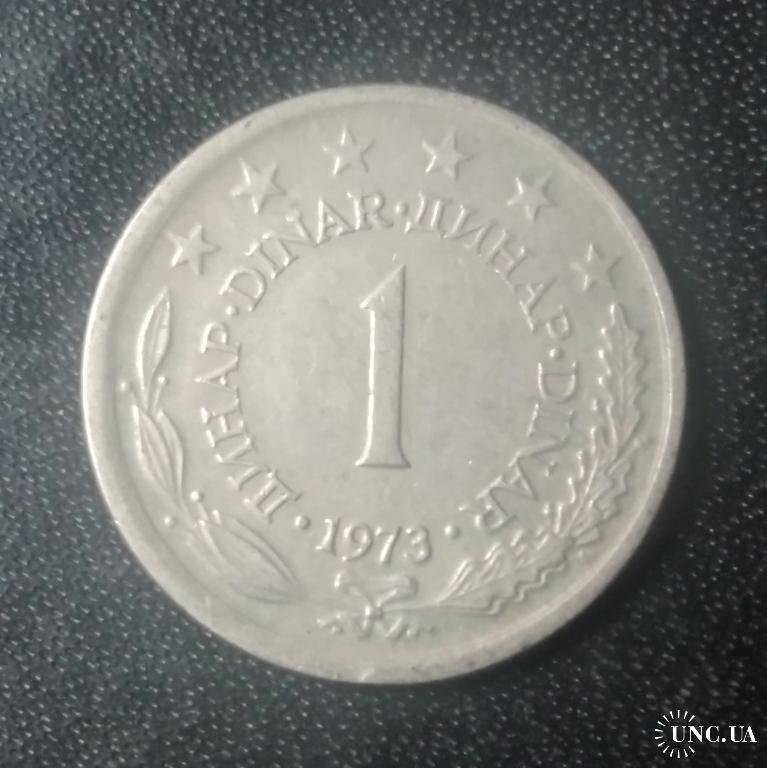 ДИНАР · DINAR · ДИНАР · DINAR
1
· 1973 ·
UNC.UA